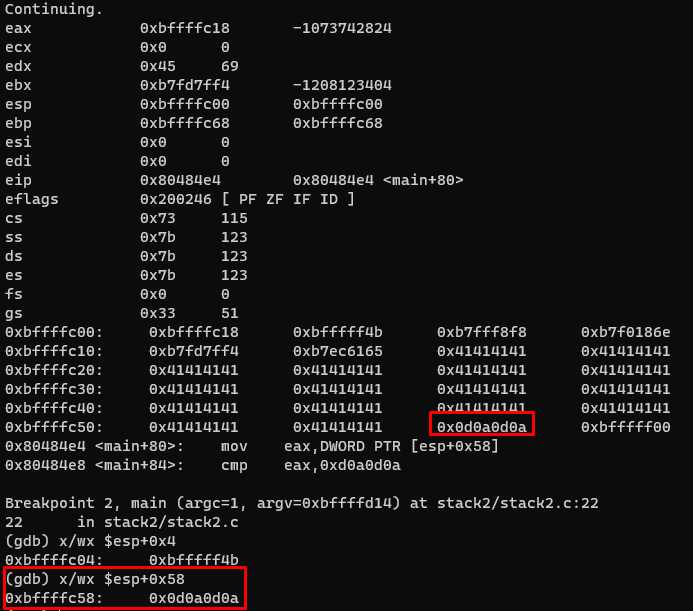 Continuing.
eax            0xbffffc18       -1073742824
ecx            0x0      0
edx            0x45     69
ebx            0xb7fd7ff4       -1208123404
esp            0xbffffc00       0xbffffc00
ebp            0xbffffc68       0xbffffc68
esi            0x0      0
edi            0x0      0
eip            0x80484e4        0x80484e4 <main+80>
eflags         0x200246 [ PF ZF IF ID ]
cs             0x73     115
ss             0x7b     123
ds             0x7b     123
es             0x7b     123
fs             0x0      0
gs             0x33     51
0xbffffc00:     0xbffffc18      0xbfffff4b      0xb7fff8f8      0xb7f0186e
0xbffffc10:     0xb7fd7ff4      0xb7ec6165      0x41414141      0x41414141
0xbffffc20:     0x41414141      0x41414141      0x41414141      0x41414141
0xbffffc30:     0x41414141      0x41414141      0x41414141      0x41414141
0xbffffc40:     0x41414141      0x41414141      0x41414141      0x41414141
0xbffffc50:     0x41414141      0x41414141      0x0d0a0d0a      0xbfffff00
0x80484e4 <main+80>:    mov    eax,DWORD PTR [esp+0x58]
0x80484e8 <main+84>:    cmp    eax,0xd0a0d0a
Breakpoint 2, main (argc=1, argv=0xbffffd14) at stack2/stack2.c:22
22      in stack2/stack2.c
(gdb) x/wx $esp+0x4
0xbffffc04:     0xbfffff4b
(gdb) x/wx $esp+0x58
0xbffffc58:     0x0d0a0d0a